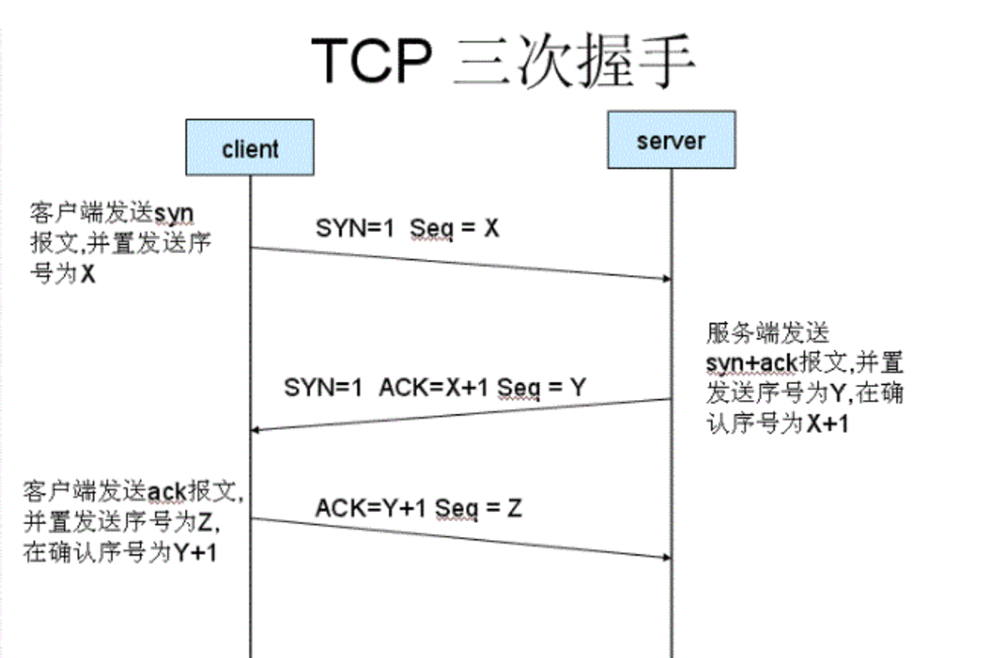 TCP 三次握手
client
server
客户端发送syn
报文,并置发送序
号为X
SYN=1 Seq = X
服务端发送
syn+ack报文,并置
发送序号为Y,在确
认序号为X+1
SYN=1 ACK=X+1 Seq = Y
客户端发送ack报文,
并置发送序号为Z,
在确认序号为Y+1
ACK=Y+1 Seq = Z